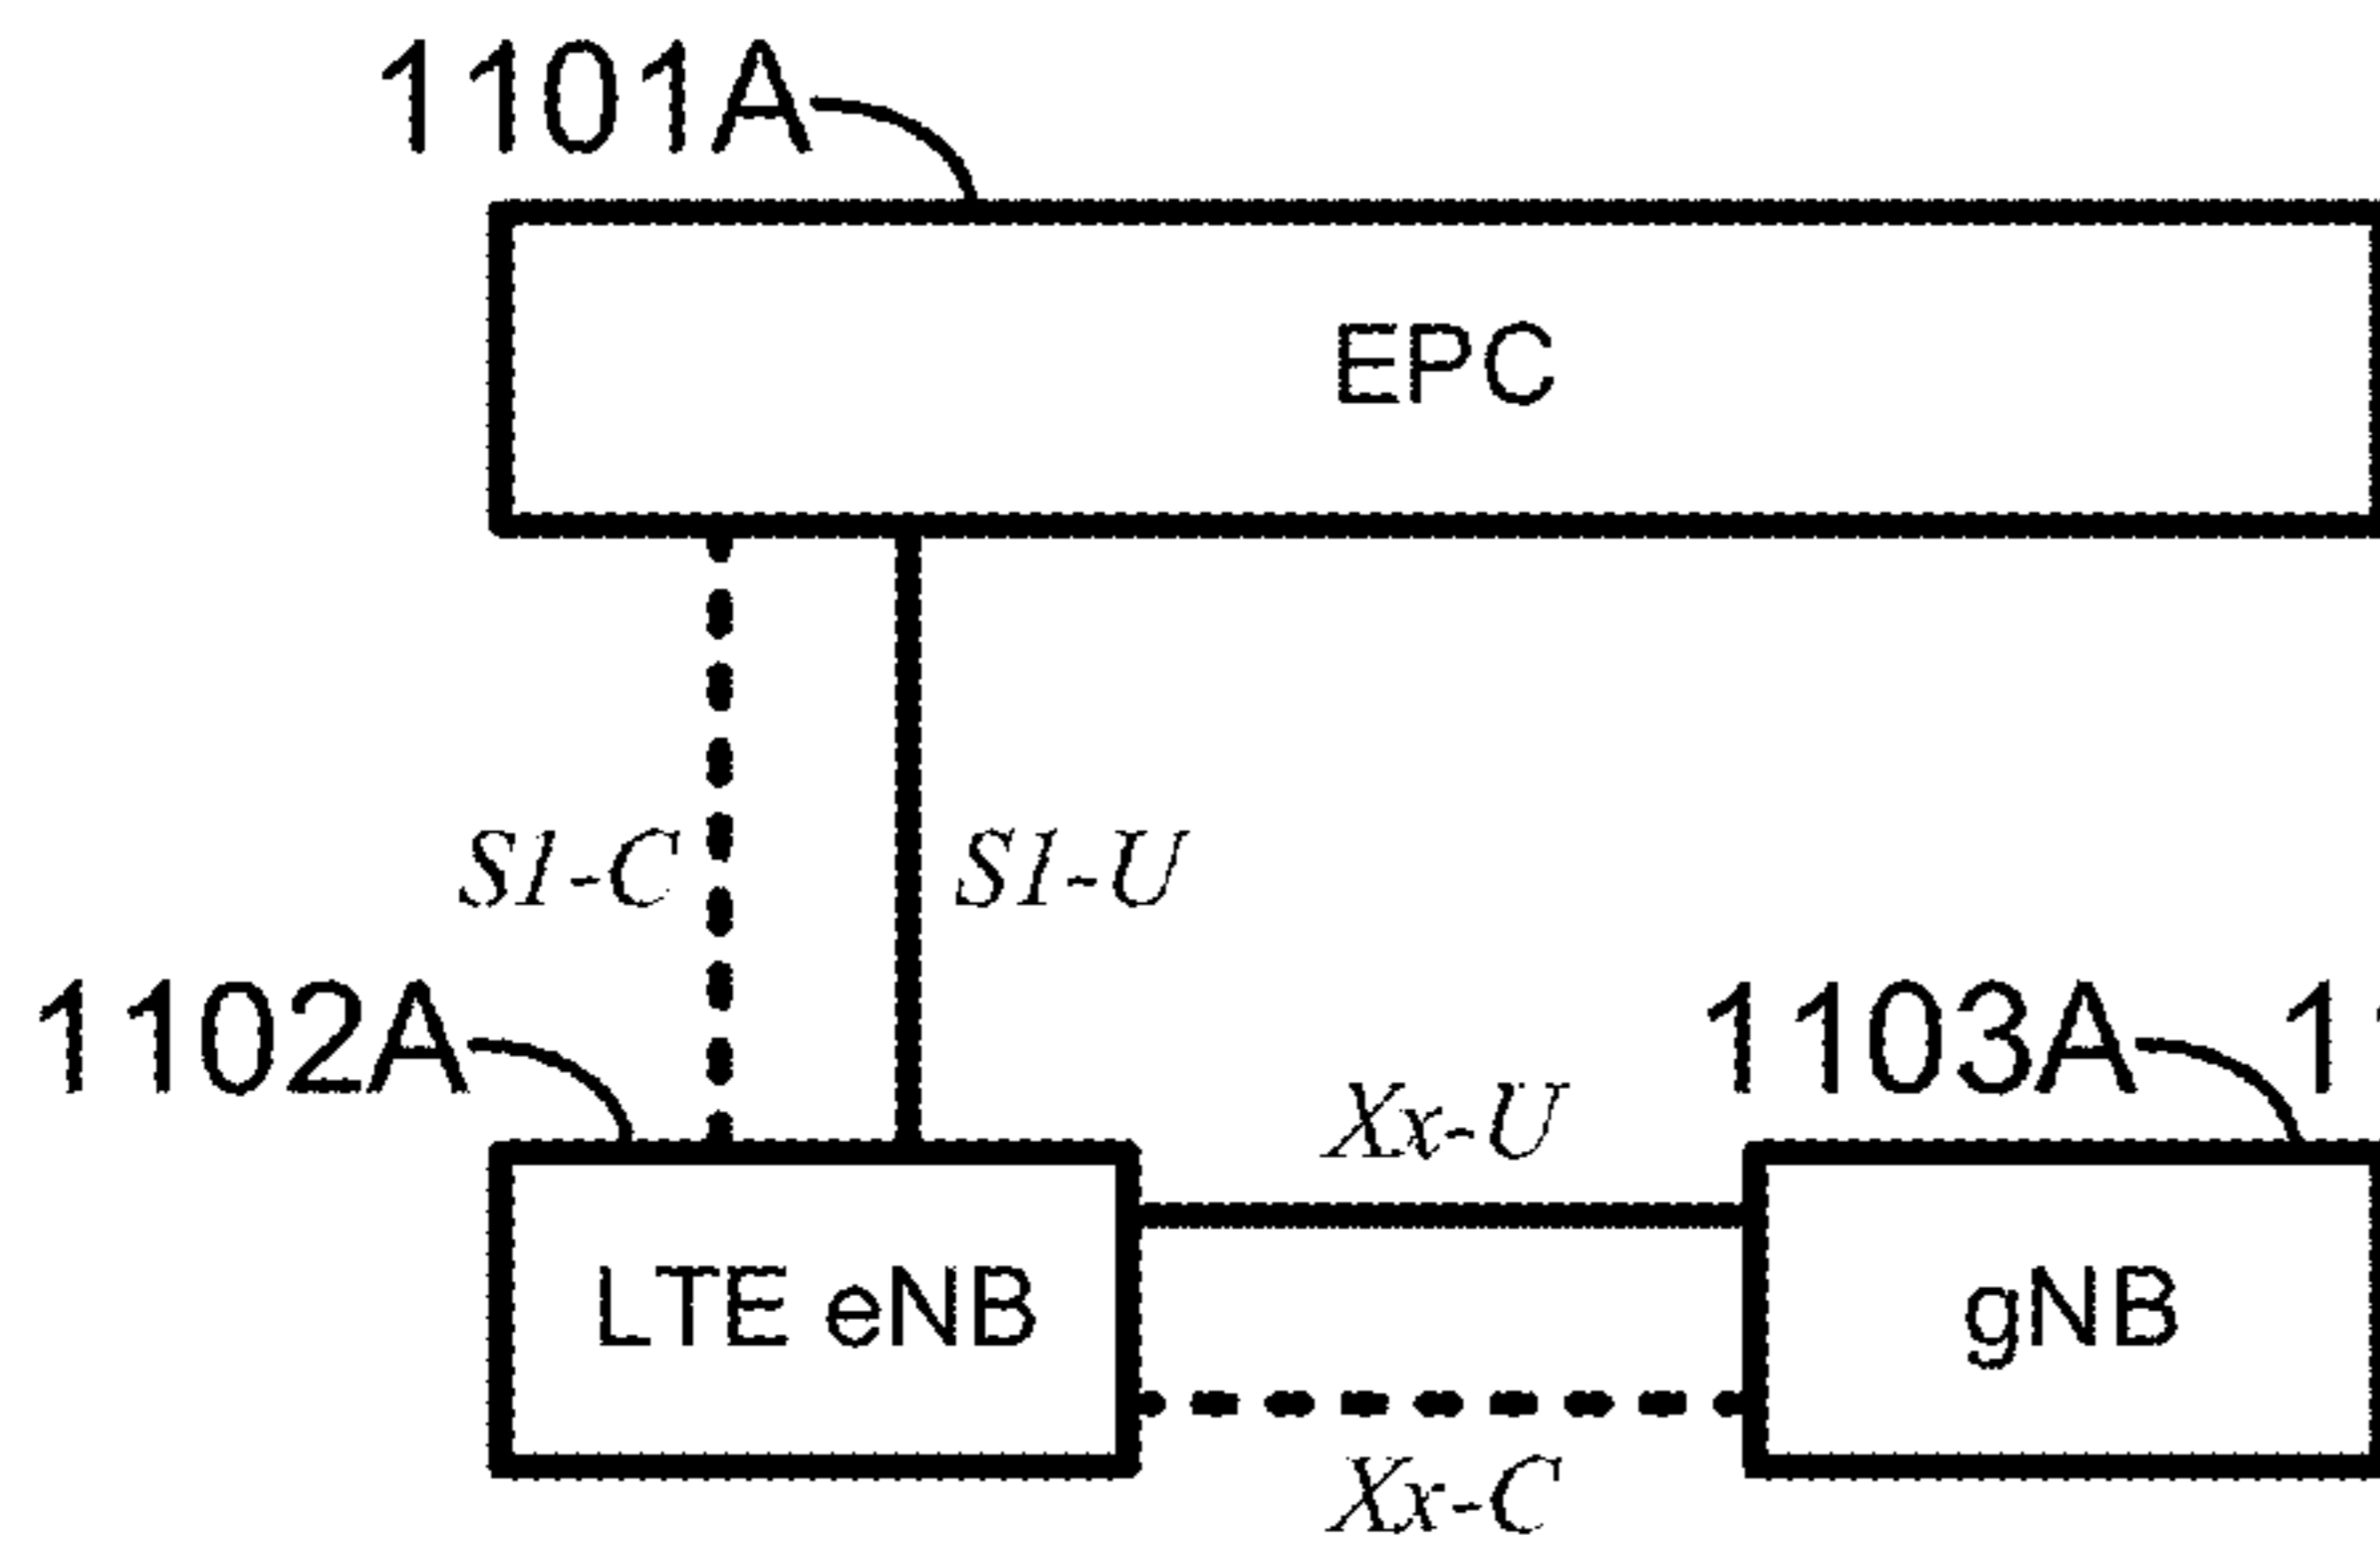 1101A
EPC
S1-C S1-U
1102A 1103A
Xx-U
LTE eNB gNB
Xx-C